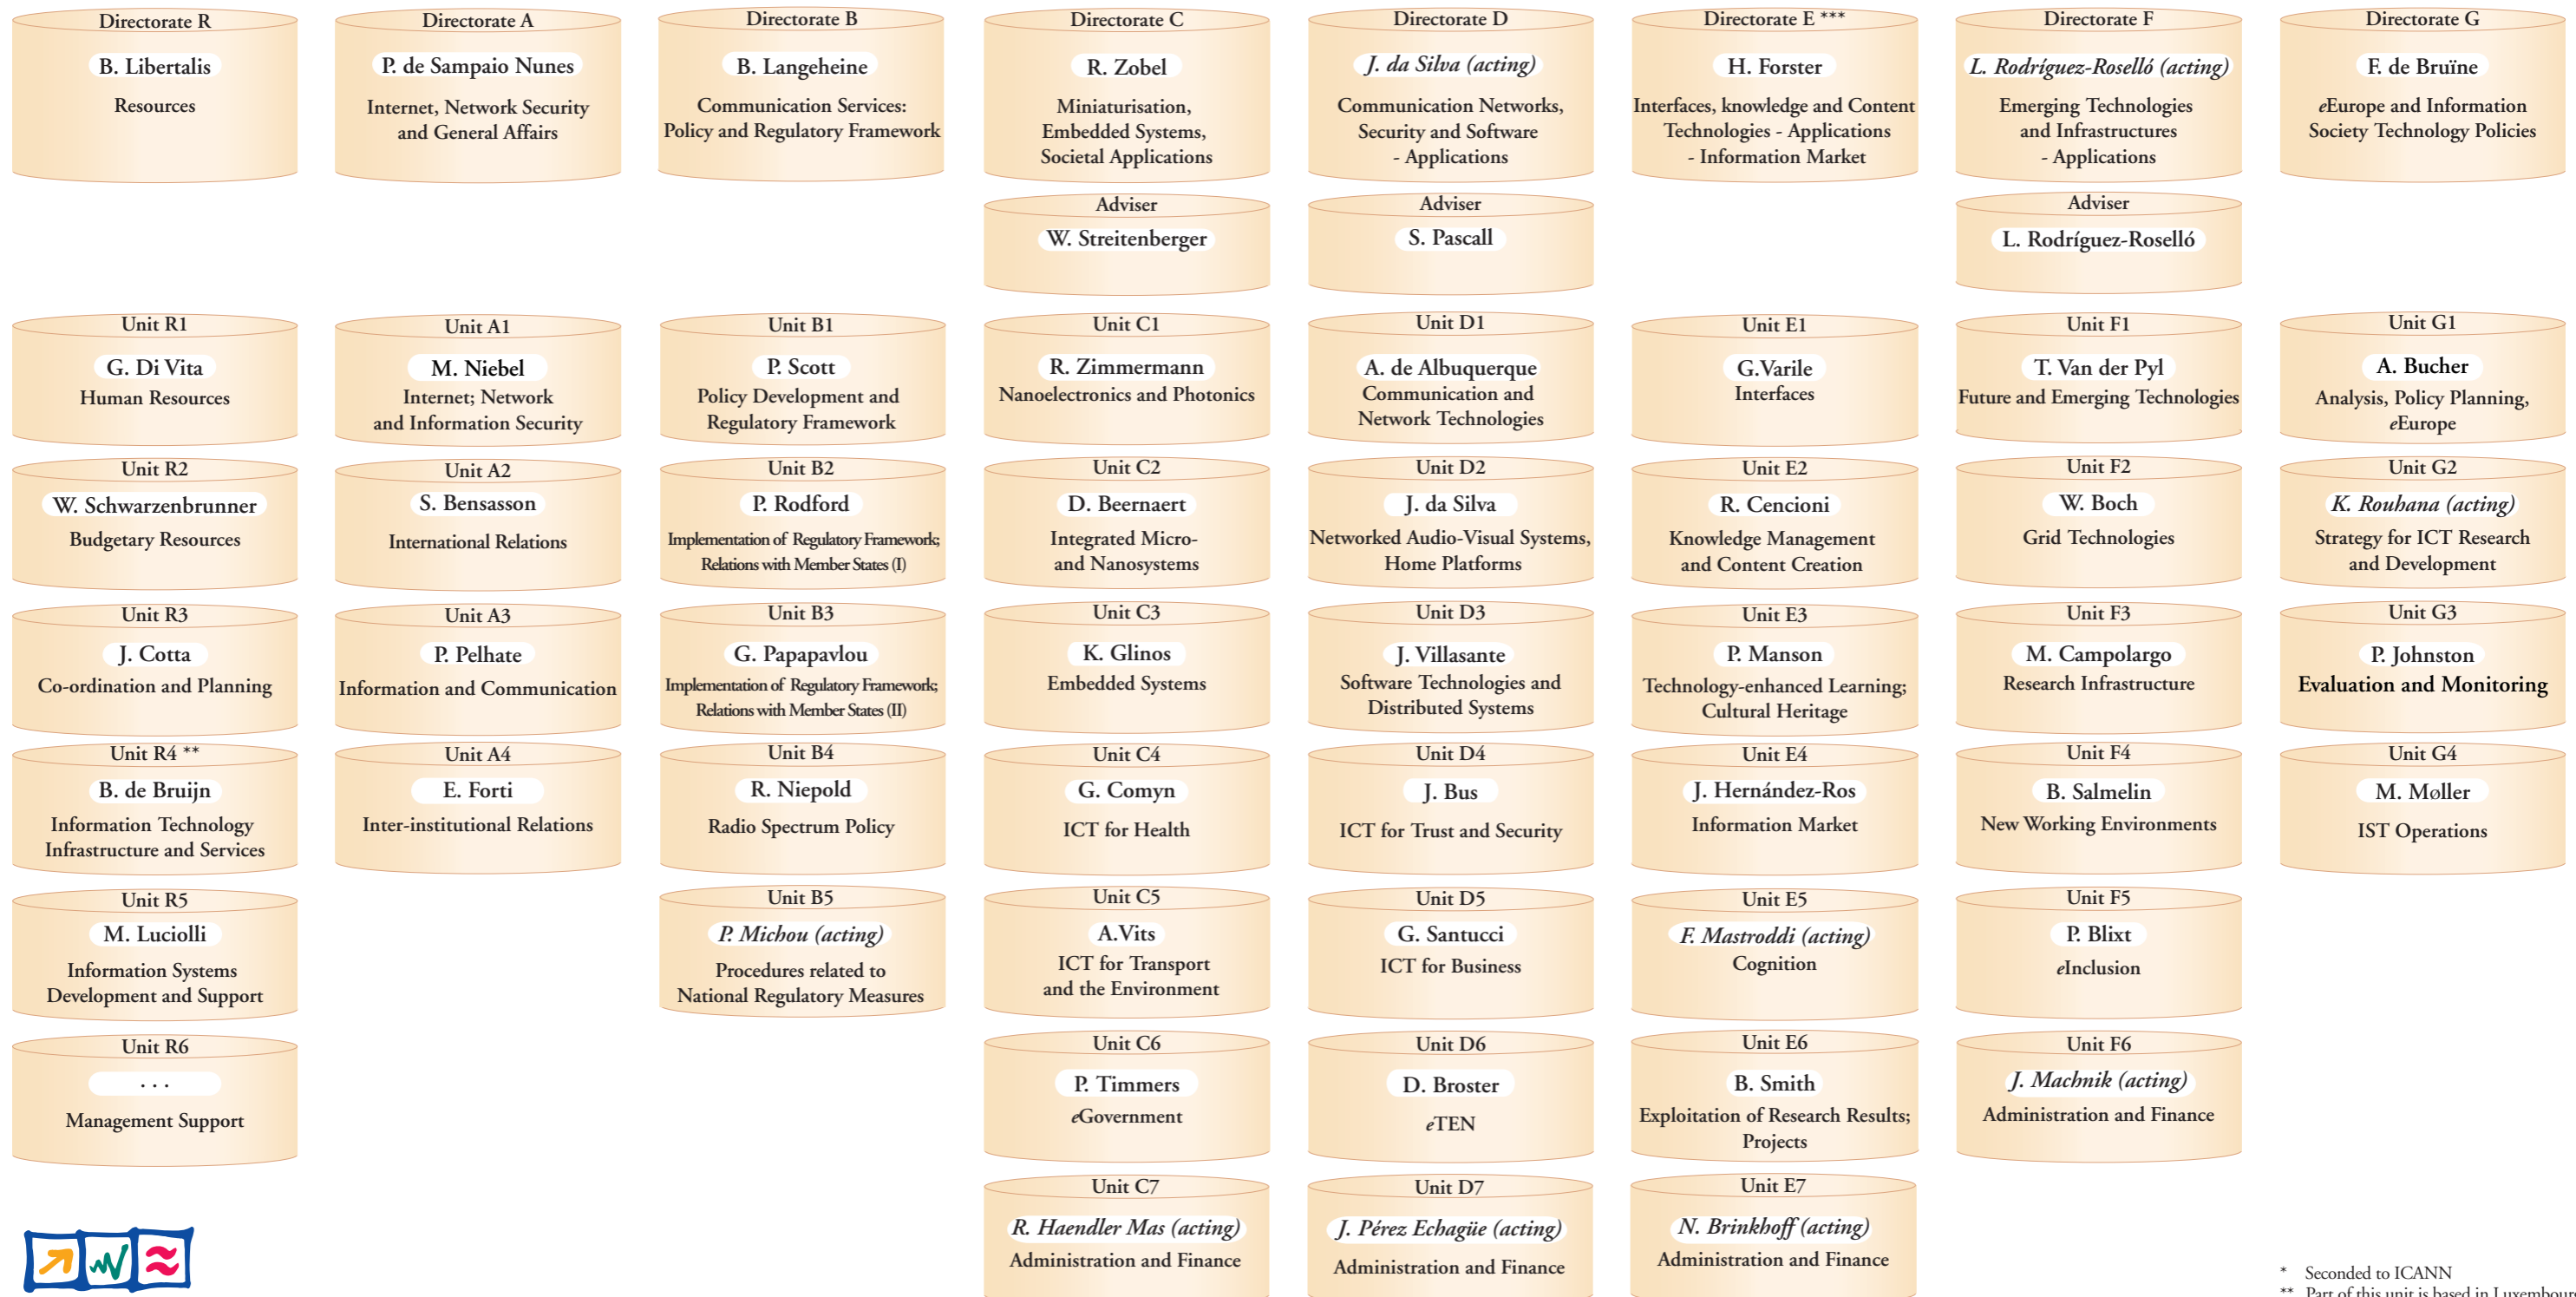 Directorate R
B. Libertalis
Resources
Directorate A
P. de Sampaio Nunes
Internet, Network Security
and General Affairs
Directorate B
B. Langeheine
Communication Services:
Policy and Regulatory Framework
Directorate C
R. Zobel
Miniaturisation,
Embedded Systems,
Societal Applications
Directorate D
J. da Silva (acting)
Communication Networks,
Security and Software
- Applications
Directorate E ***
H. Forster
Interfaces, knowledge and Content
Technologies - Applications
- Information Market
Directorate F
L. Rodríguez-Roselló (acting)
Emerging Technologies
and Infrastructures
- Applications
Directorate G
F. de Bruïne
eEurope and Information
Society Technology Policies
Adviser
W. Streitenberger
Adviser
S. Pascall
Adviser
L. Rodríguez-Roselló
Unit R1
G. Di Vita
Human Resources
Unit A1
M. Niebel
Internet; Network
and Information Security
Unit B1
P. Scott
Policy Development and
Regulatory Framework
Unit C1
R. Zimmermann
Nanoelectronics and Photonics
Unit D1
A. de Albuquerque
Communication and
Network Technologies
Unit E1
G.Varile
Interfaces
Unit F1
T. Van der Pyl
Future and Emerging Technologies
Unit G1
A. Bucher
Analysis, Policy Planning,
eEurope
Unit R2
W. Schwarzenbrunner
Budgetary Resources
Unit A2
S. Bensasson
International Relations
Unit B2
P. Rodford
Implementation of Regulatory Framework;
Relations with Member States (I)
Unit C2
D. Beernaert
Integrated Micro-
and Nanosystems
Unit D2
J. da Silva
Networked Audio-Visual Systems,
Home Platforms
Unit E2
R. Cencioni
Knowledge Management
and Content Creation
Unit F2
W. Boch
Grid Technologies
Unit G2
K. Rouhana (acting)
Strategy for ICT Research
and Development
Unit R3
J. Cotta
Co-ordination and Planning
Unit A3
P. Pelhate
Information and Communication
Unit B3
G. Papapavlou
Implementation of Regulatory Framework;
Relations with Member States (II)
Unit C3
K. Glinos
Embedded Systems
Unit D3
J. Villasante
Software Technologies and
Distributed Systems
Unit E3
P. Manson
Technology-enhanced Learning;
Cultural Heritage
Unit F3
M. Campolargo
Research Infrastructure
Unit G3
P. Johnston
Evaluation and Monitoring
Unit R4 **
B. de Bruijn
Information Technology
Infrastructure and Services
Unit A4
E. Forti
Inter-institutional Relations
Unit B4
R. Niepold
Radio Spectrum Policy
Unit C4
G. Comyn
ICT for Health
Unit D4
J. Bus
ICT for Trust and Security
Unit E4
J. Hernández-Ros
Information Market
Unit F4
B. Salmelin
New Working Environments
Unit G4
M. Møller
IST Operations
Unit R5
M. Luciolli
Information Systems
Development and Support
Unit B5
P. Michou (acting)
Procedures related to
National Regulatory Measures
Unit C5
A.Vits
ICT for Transport
and the Environment
Unit D5
G. Santucci
ICT for Business
Unit E5
F. Mastroddi (acting)
Cognition
Unit F5
P. Blixt
eInclusion
Unit R6
. . .
Management Support
Unit C6
P. Timmers
eGovernment
Unit D6
D. Broster
eTEN
Unit E6
B. Smith
Exploitation of Research Results;
Projects
Unit F6
J. Machnik (acting)
Administration and Finance
Unit C7
R. Haendler Mas (acting)
Administration and Finance
Unit D7
J. Pérez Echagüe (acting)
Administration and Finance
Unit E7
N. Brinkhoff (acting)
Administration and Finance
* Seconded to ICANN
** Part of this unit is based in Luxembourg